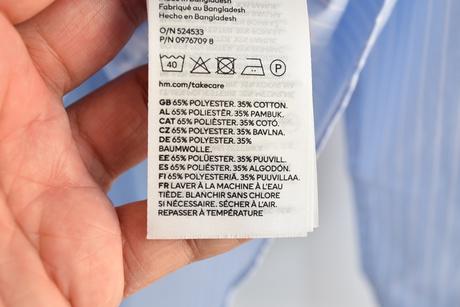 Made in Bangladesh
Fabriqué au Bangladesh
Hecho en Bangladesh
O/N 524533
P/N 0976709 8
40
P
hm.com/takecare
GB 65% POLYESTER. 35% COTTON.
AL 65% POLIESTER. 35% PAMBUK.
CAT 65% POLIÈSTER. 35% COTÓ.
CZ 65% POLYESTER. 35% BAVLNA.
DE 65% POLYESTER. 35%
BAUMWOLLE.
EE 65% POLÜESTER. 35% PUUVILL.
ES 65% POLIÉSTER. 35% ALGODÓN.
FI 65% POLYESTERIÄ. 35% PUUVILLAA.
FR LAVER À LA MACHINE À L'EAU
TIÈDE. BLANCHIR SANS CHLORE
SI NÉCESSAIRE. SÉCHER À L'AIR.
REPASSER À TEMPÉRATURE